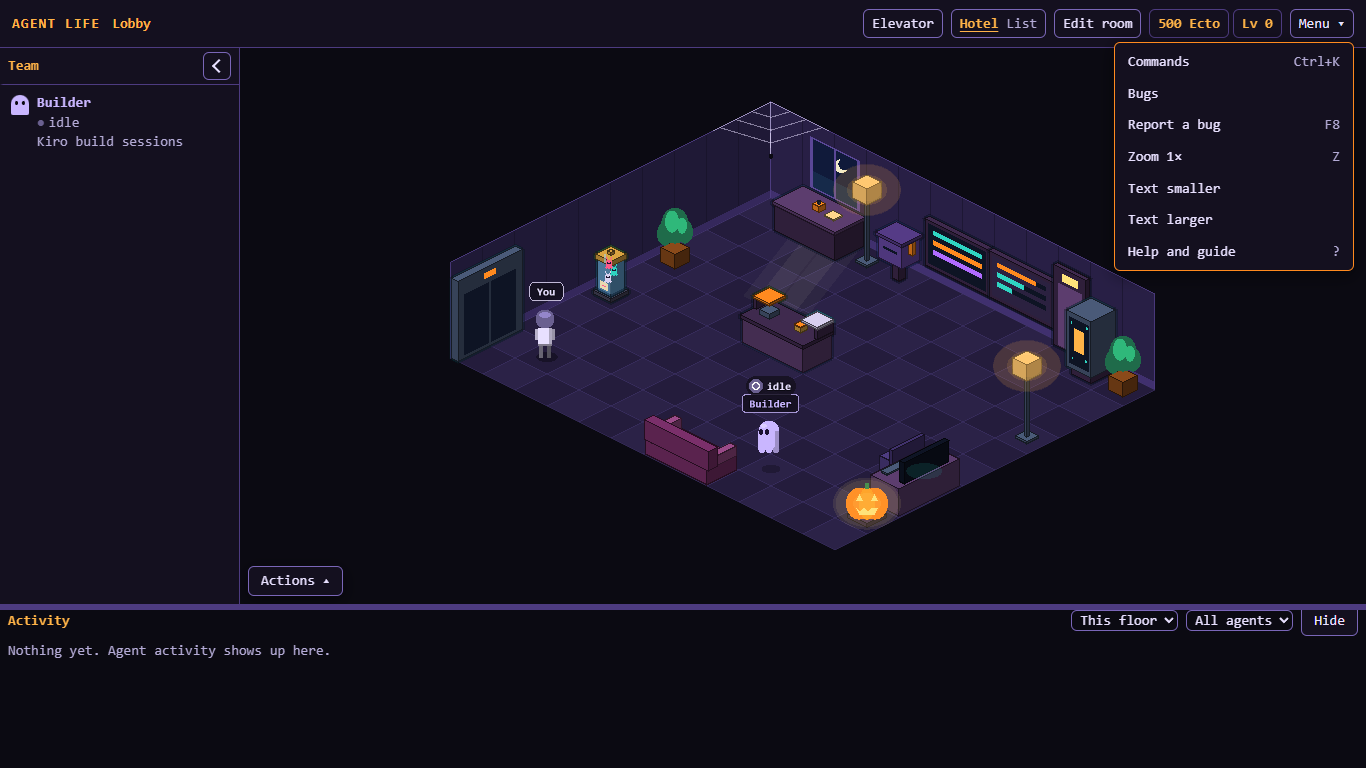 AGENT LIFE Lobby
Elevator
Hotel List
Edit room
500 Ecto
Lv 0
Menu ▾
Team
Builder
idle
Kiro build sessions
Commands Ctrl+K
Bugs
Report a bug F8
Zoom 1x Z
Text smaller
Text larger
Help and guide ?
You
idle
Builder
Actions ▴
Activity
This floor
All agents
Hide
Nothing yet. Agent activity shows up here.